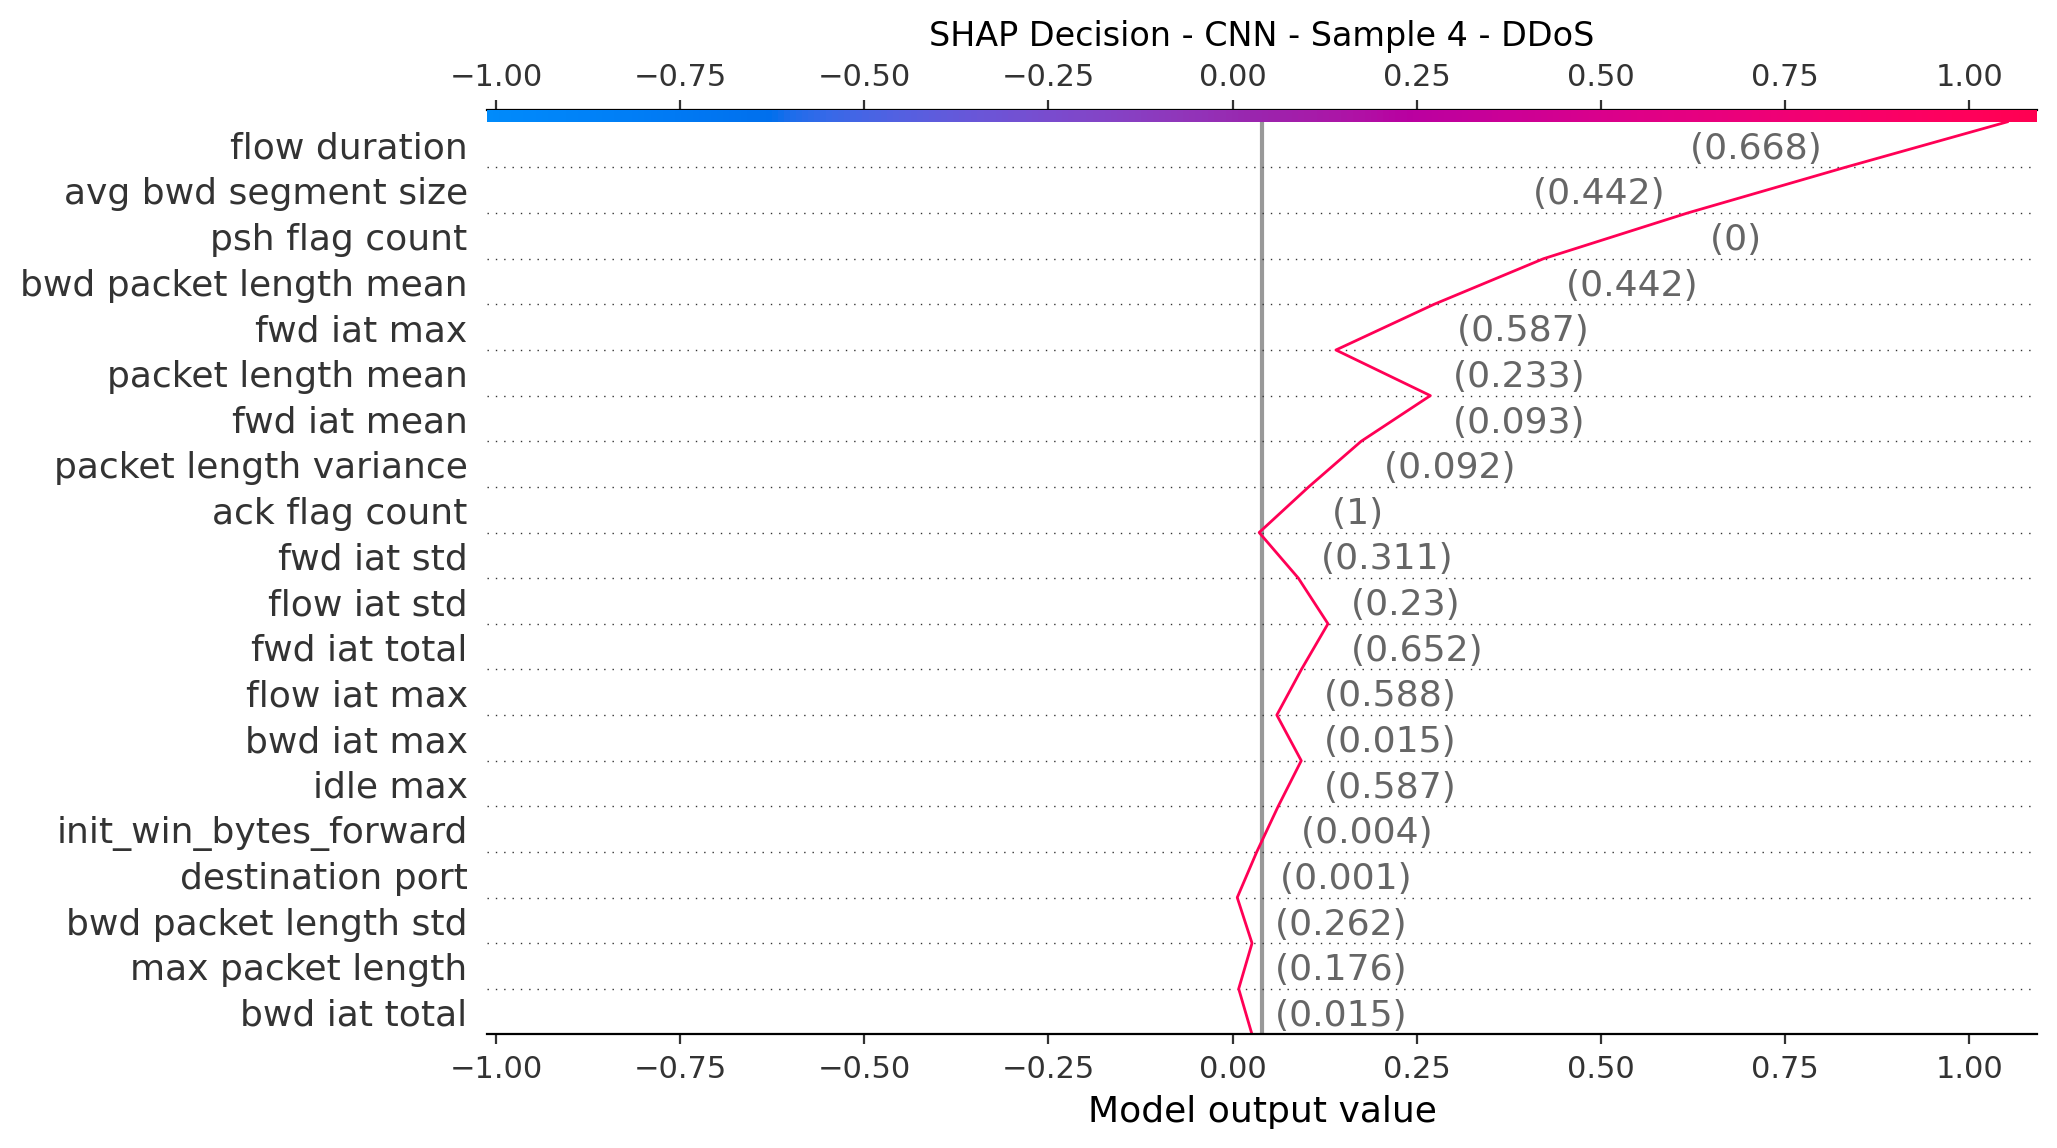 SHAP Decision - CNN - Sample 4 - DDoS
−1.00 −0.75 −0.50 −0.25 0.00 0.25 0.50 0.75 1.00
flow duration (0.668)
avg bwd segment size (0.442)
psh flag count (0)
bwd packet length mean (0.442)
fwd iat max (0.587)
packet length mean (0.233)
fwd iat mean (0.093)
packet length variance (0.092)
ack flag count (1)
fwd iat std (0.311)
flow iat std (0.23)
fwd iat total (0.652)
flow iat max (0.588)
bwd iat max (0.015)
idle max (0.587)
init_win_bytes_forward (0.004)
destination port (0.001)
bwd packet length std (0.262)
max packet length (0.176)
bwd iat total (0.015)
−1.00 −0.75 −0.50 −0.25 0.00 0.25 0.50 0.75 1.00
Model output value